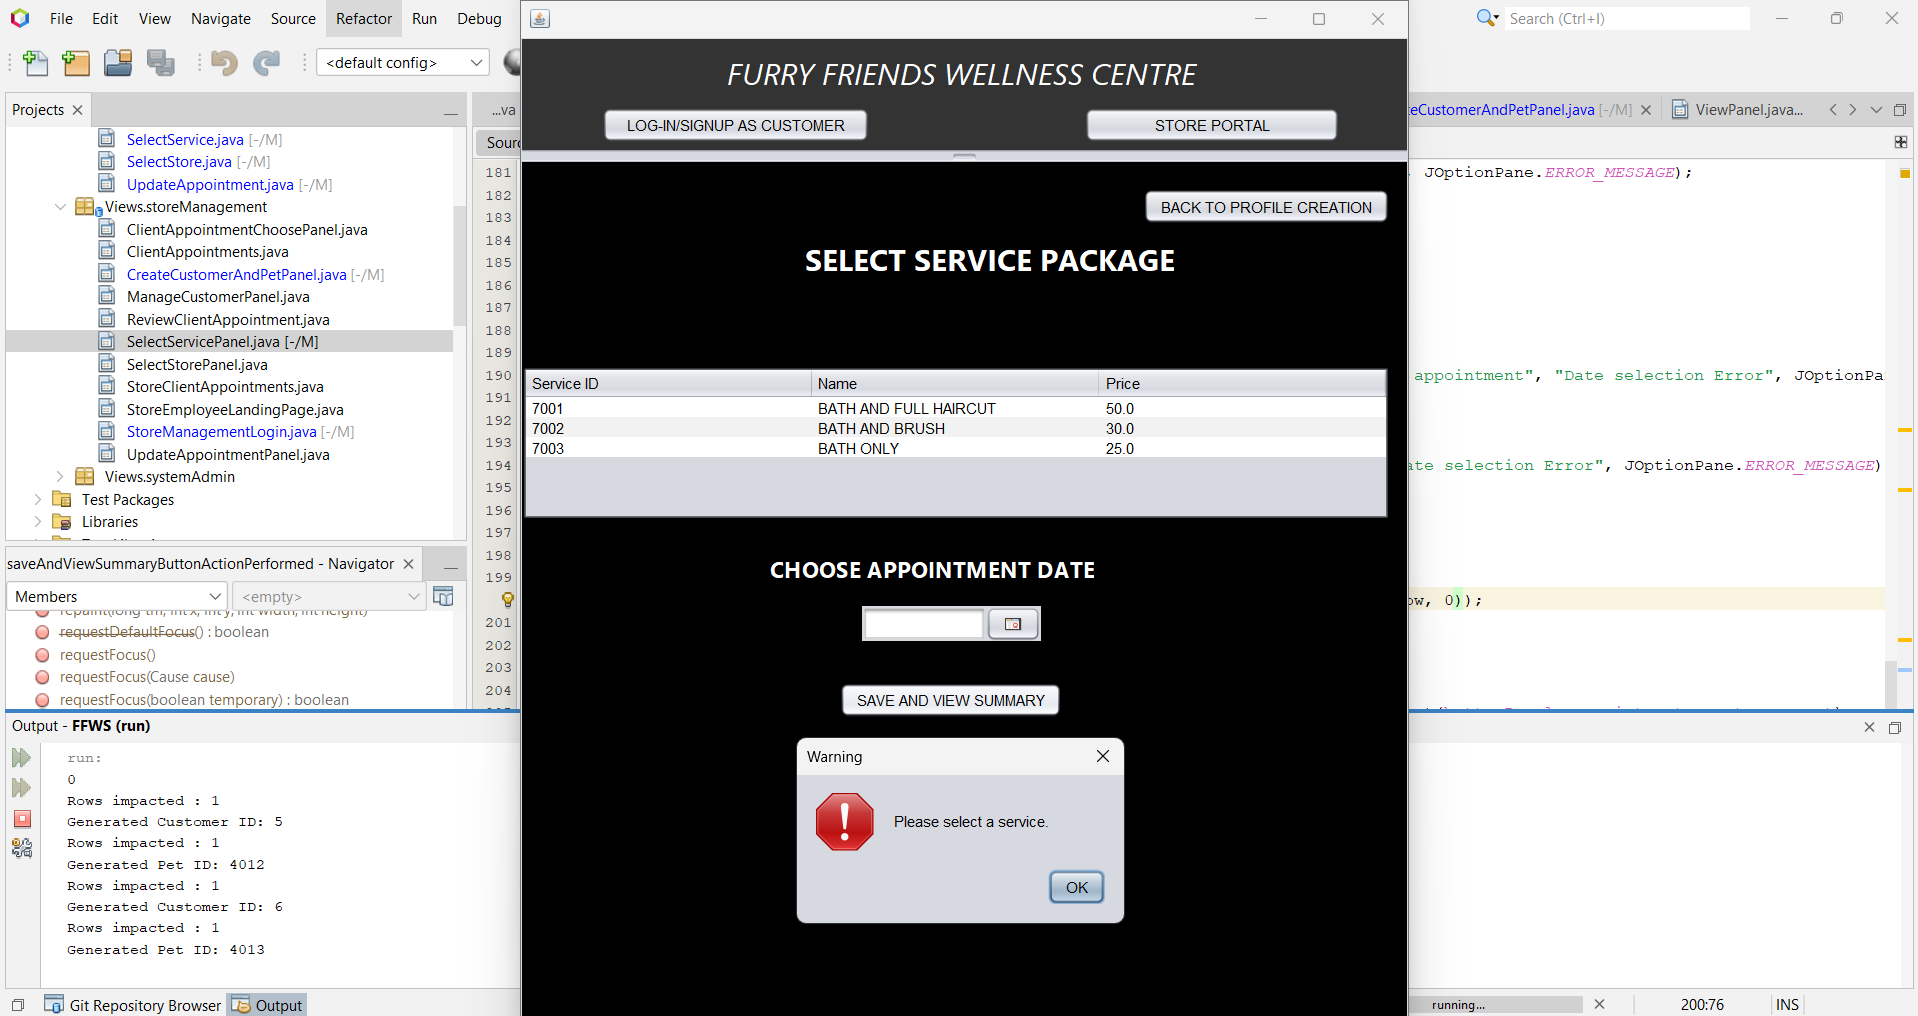 File Edit View Navigate Source Refactor Run Debug
Search (Ctrl+I)
<default config>
FURRY FRIENDS WELLNESS CENTRE
LOG-IN/SIGNUP AS CUSTOMER
STORE PORTAL
Projects
...va
eCustomerAndPetPanel.java [-/M]
ViewPanel.java...
SelectService.java [-/M]
SelectStore.java [-/M]
UpdateAppointment.java [-/M]
Views.storeManagement
ClientAppointmentChoosePanel.java
ClientAppointments.java
CreateCustomerAndPetPanel.java [-/M]
ManageCustomerPanel.java
ReviewClientAppointment.java
SelectServicePanel.java [-/M]
SelectStorePanel.java
StoreClientAppointments.java
StoreEmployeeLandingPage.java
StoreManagementLogin.java [-/M]
UpdateAppointmentPanel.java
Views.systemAdmin
Test Packages
Libraries
Sour
181
182
183
184
185
186
187
188
189
190
191
192
193
194
195
196
197
198
199
201
202
203
204
JOptionPane.ERROR_MESSAGE);
appointment", "Date selection Error", JOptionPa
ate selection Error", JOptionPane.ERROR_MESSAGE)
ow, 0));
BACK TO PROFILE CREATION
SELECT SERVICE PACKAGE
Service ID Name Price
7001 BATH AND FULL HAIRCUT 50.0
7002 BATH AND BRUSH 30.0
7003 BATH ONLY 25.0
CHOOSE APPOINTMENT DATE
SAVE AND VIEW SUMMARY
Warning
Please select a service.
OK
saveAndViewSummaryButtonActionPerformed - Navigator
Members
<empty>
repaint(long tm, int x, int y, int width, int height)
requestDefaultFocus() : boolean
requestFocus()
requestFocus(Cause cause)
requestFocus(boolean temporary) : boolean
Output - FFWS (run)
run:
0
Rows impacted : 1
Generated Customer ID: 5
Rows impacted : 1
Generated Pet ID: 4012
Rows impacted : 1
Generated Customer ID: 6
Rows impacted : 1
Generated Pet ID: 4013
Git Repository Browser
Output
running...
200:76
INS